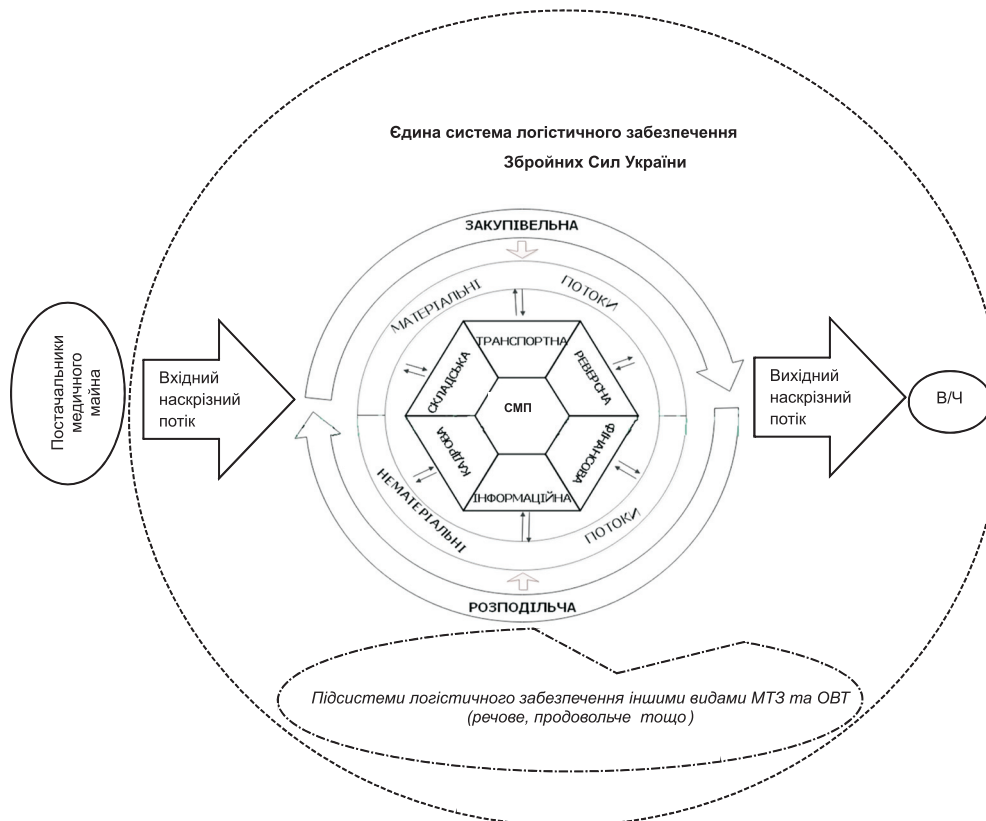 Єдина система логістичного забезпечення
Збройних Сил України
ЗАКУПІВЕЛЬНА
МАТЕРІАЛЬНІ
ПОТОКИ
ТРАНСПОРТНА
СКЛАДСЬКА
РЕВЕРСНА
СМП
КАДРОВА
ФІНАНСОВА
ІНФОРМАЦІЙНА
НЕМАТЕРІАЛЬНІ
ПОТОКИ
РОЗПОДІЛЬЧА
Постачальники
медичного
майна
Вхідний
наскрізний
потік
Вихідний
наскрізний
потік
В/Ч
Підсистеми логістичного забезпечення іншими видами МТЗ та ОВТ
(речове, продовольче тощо)